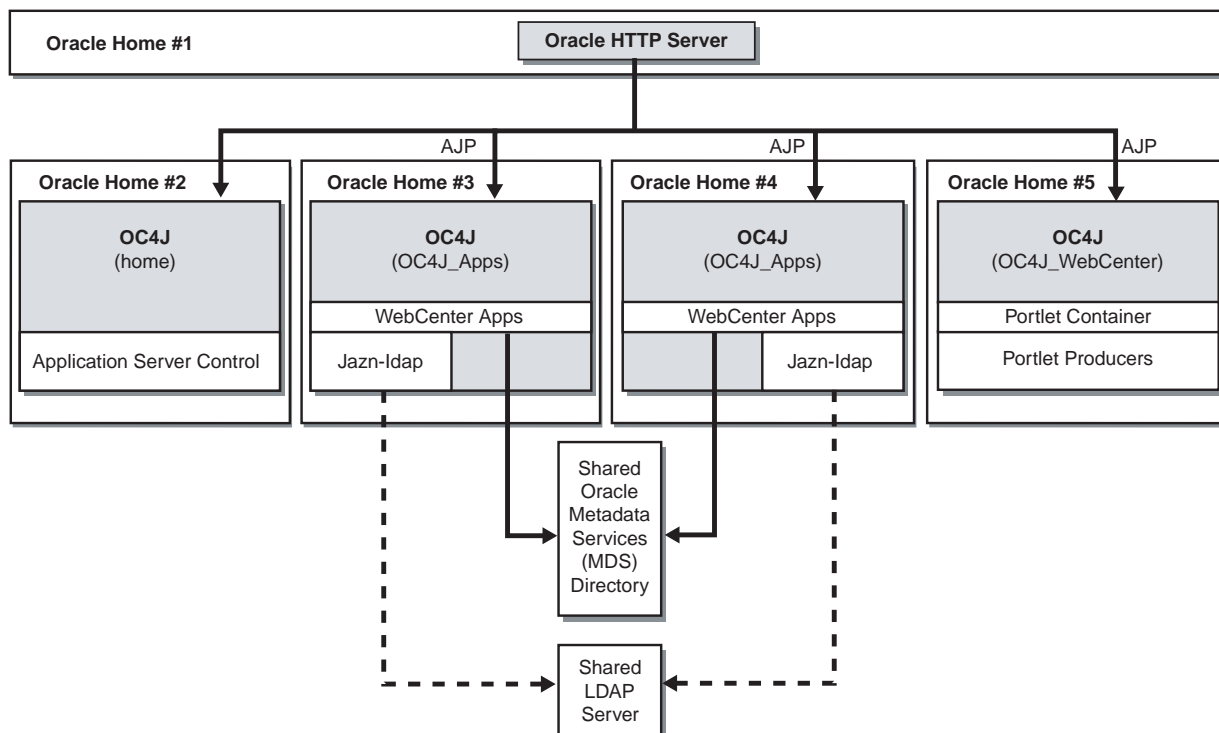 Oracle Home #1
Oracle HTTP Server
AJP
AJP
AJP
Oracle Home #2
Oracle Home #3
Oracle Home #4
Oracle Home #5
OC4J
(home)
OC4J
(OC4J_Apps)
OC4J
(OC4J_Apps)
OC4J
(OC4J_WebCenter)
WebCenter Apps
WebCenter Apps
Portlet Container
Application Server Control
Jazn-ldap
Jazn-ldap
Portlet Producers
Shared
Oracle
Metadata
Services
(MDS)
Directory
Shared
LDAP
Server